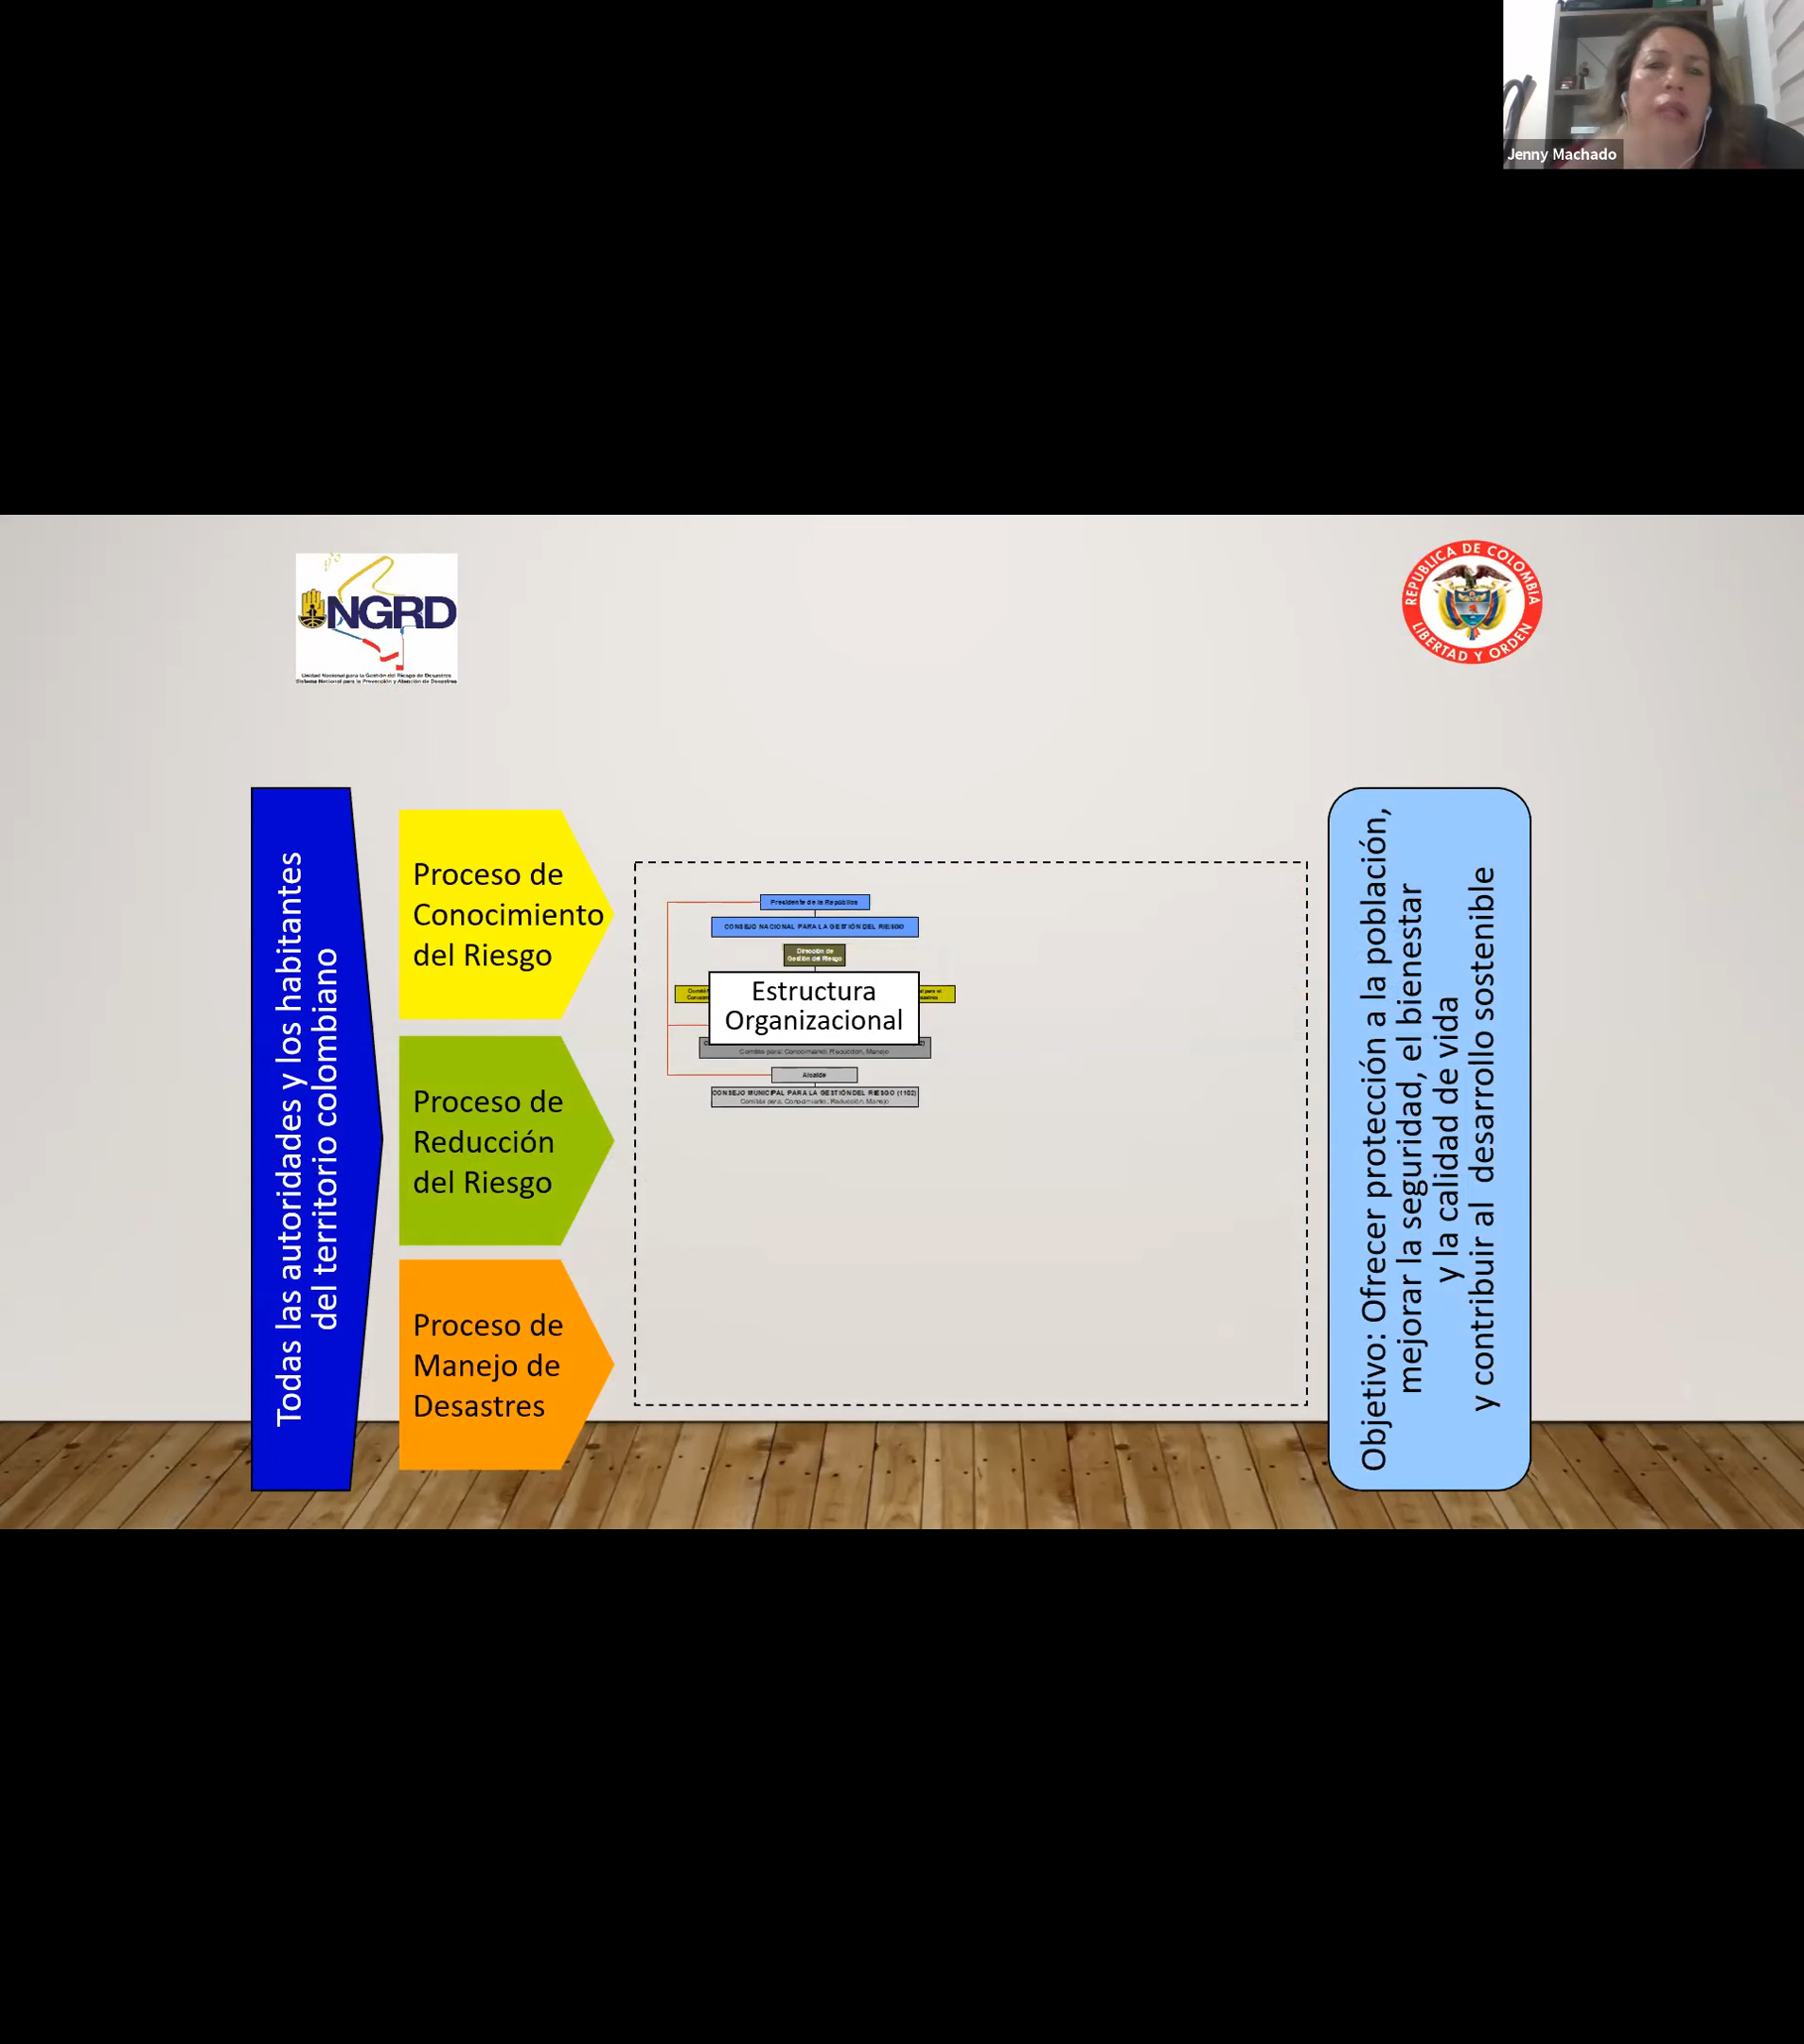 Jenny Machado
NGRD
Unidad Nacional para la Gestión del Riesgo de Desastres
Sistema Nacional para la Prevención y Atención de Desastres
REPUBLICA DE COLOMBIA
LIBERTAD Y ORDEN
Todas las autoridades y los habitantes
del territorio colombiano
Proceso de
Conocimiento
del Riesgo
Proceso de
Reducción
del Riesgo
Proceso de
Manejo de
Desastres
Presidente de la República
CONSEJO NACIONAL PARA LA GESTIÓN DEL RIESGO
Dirección de
Gestión del Riesgo
Estructura
Organizacional
Comités para: Conocimiento, Reducción, Manejo
Alcalde
CONSEJO MUNICIPAL PARA LA GESTIÓN DEL RIESGO (1102)
Comités para: Conocimiento, Reducción, Manejo
Objetivo: Ofrecer protección a la población,
mejorar la seguridad, el bienestar
y la calidad de vida
y contribuir al desarrollo sostenible